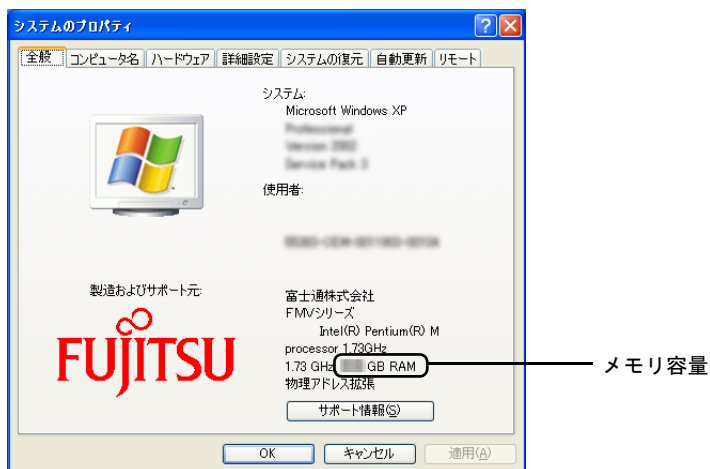 システムのプロパティ
全般 コンピュータ名 ハードウェア 詳細設定 システムの復元 自動更新 リモート
システム:
Microsoft Windows XP
使用者:
製造およびサポート元:
FUJITSU
富士通株式会社
FMVシリーズ
Intel(R) Pentium(R) M
processor 1.73GHz
1.73 GHz GB RAM
メモリ容量
物理アドレス拡張
サポート情報(S)
OK キャンセル 適用(A)